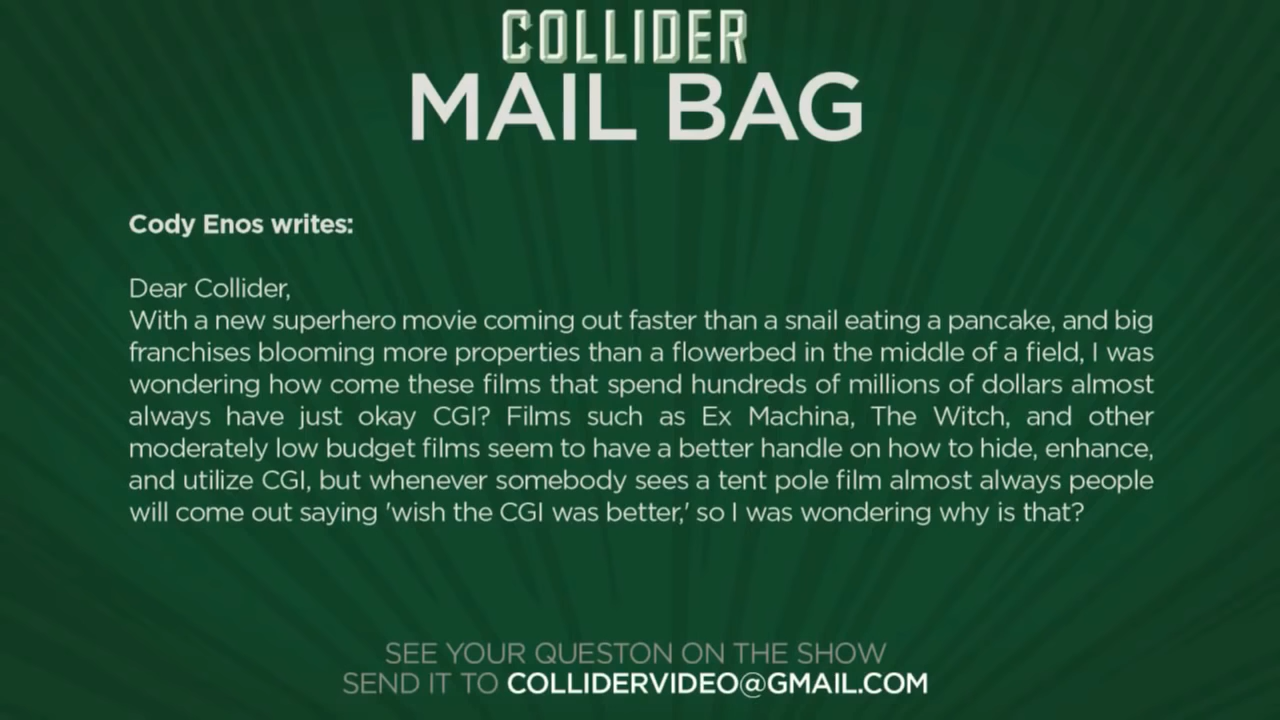 COLLIDER
MAIL BAG
Cody Enos writes:
Dear Collider,
With a new superhero movie coming out faster than a snail eating a pancake, and big
franchises blooming more properties than a flowerbed in the middle of a field, I was
wondering how come these films that spend hundreds of millions of dollars almost
always have just okay CGI? Films such as Ex Machina, The Witch, and other
moderately low budget films seem to have a better handle on how to hide, enhance,
and utilize CGI, but whenever somebody sees a tent pole film almost always people
will come out saying 'wish the CGI was better,' so I was wondering why is that?
SEE YOUR QUESTON ON THE SHOW
SEND IT TO COLLIDERVIDEO@GMAIL.COM